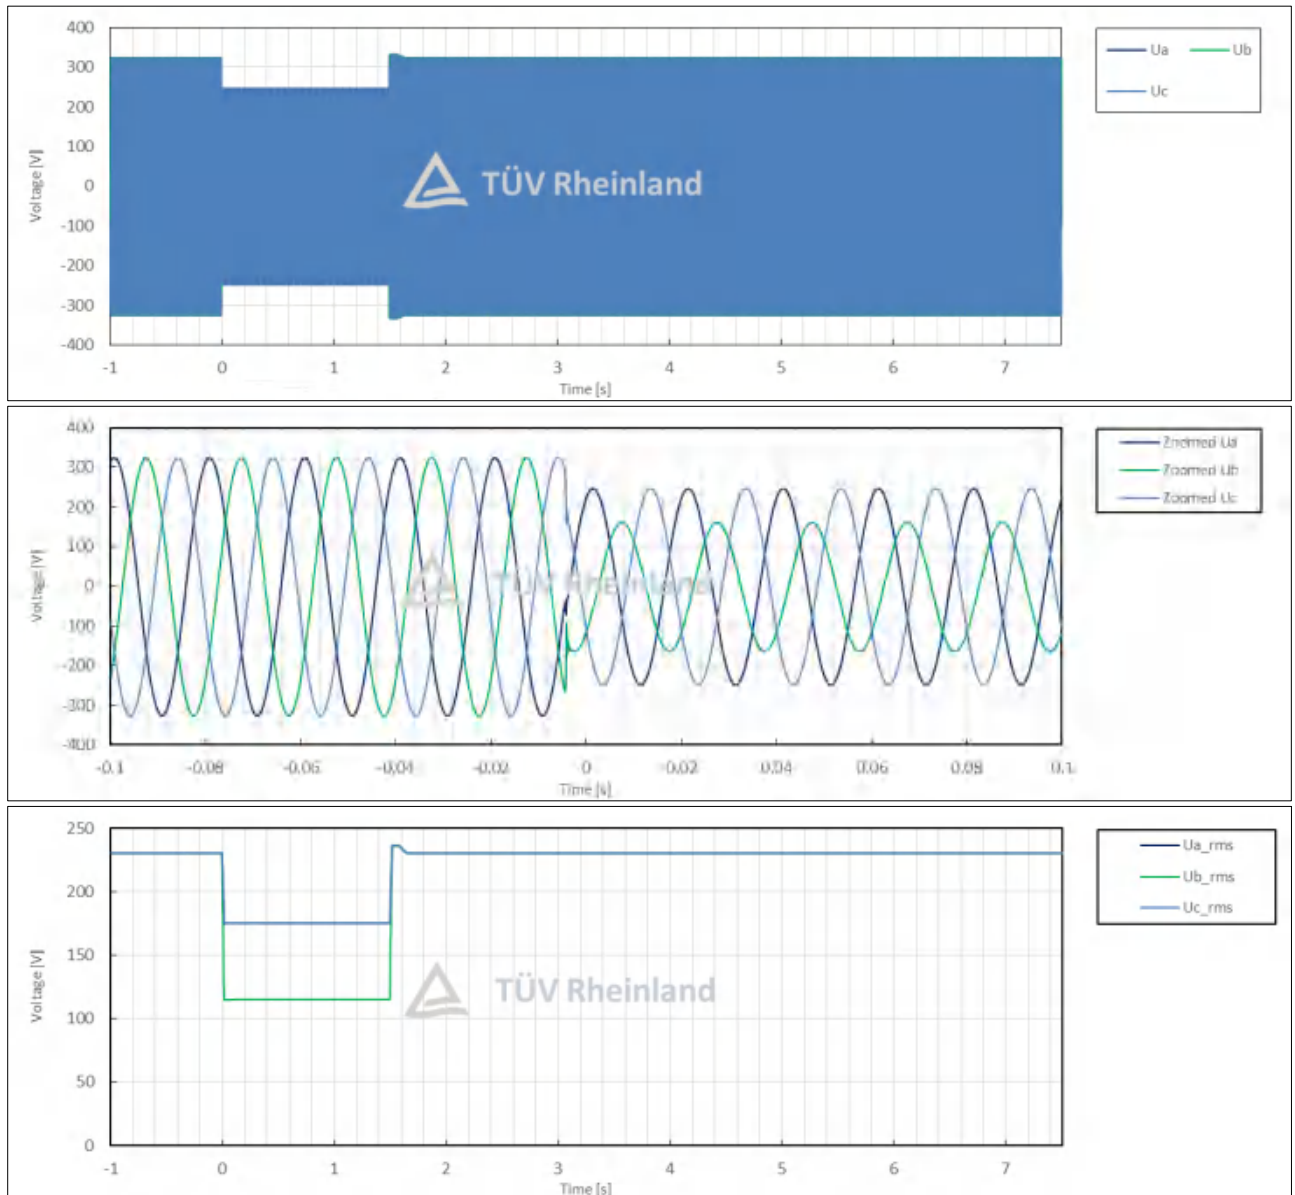 400
300
200
100
0
-100
-200
-300
-400
Voltage [V]
-1 0 1 2 3 4 5 6 7
Time [s]
Ua Ub
Uc
TÜV Rheinland
400
300
200
100
0
-100
-200
-300
-400
Voltage [V]
-0.1 -0.08 -0.06 -0.04 -0.02 0 0.02 0.04 0.06 0.08 0.1
Time [s]
Zoomed Ua
Zoomed Ub
Zoomed Uc
TÜV Rheinland
250
200
150
100
50
0
Voltage [V]
-1 0 1 2 3 4 5 6 7
Time [s]
Ua_rms
Ub_rms
Uc_rms
TÜV Rheinland